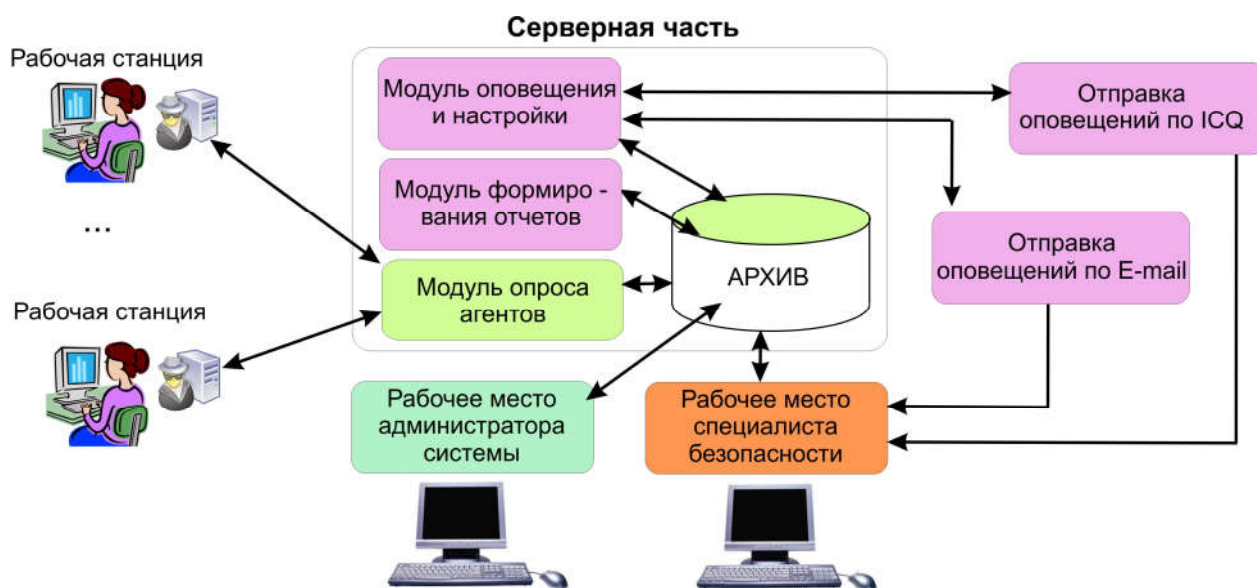 Серверная часть
Рабочая станция
Модуль оповещения
и настройки
Отправка
оповещений по ICQ
Модуль формиро -
вания отчетов
...
Отправка
оповещений по E-mail
Модуль опроса
агентов
АРХИВ
Рабочая станция
Рабочее место
администратора
системы
Рабочее место
специалиста
безопасности